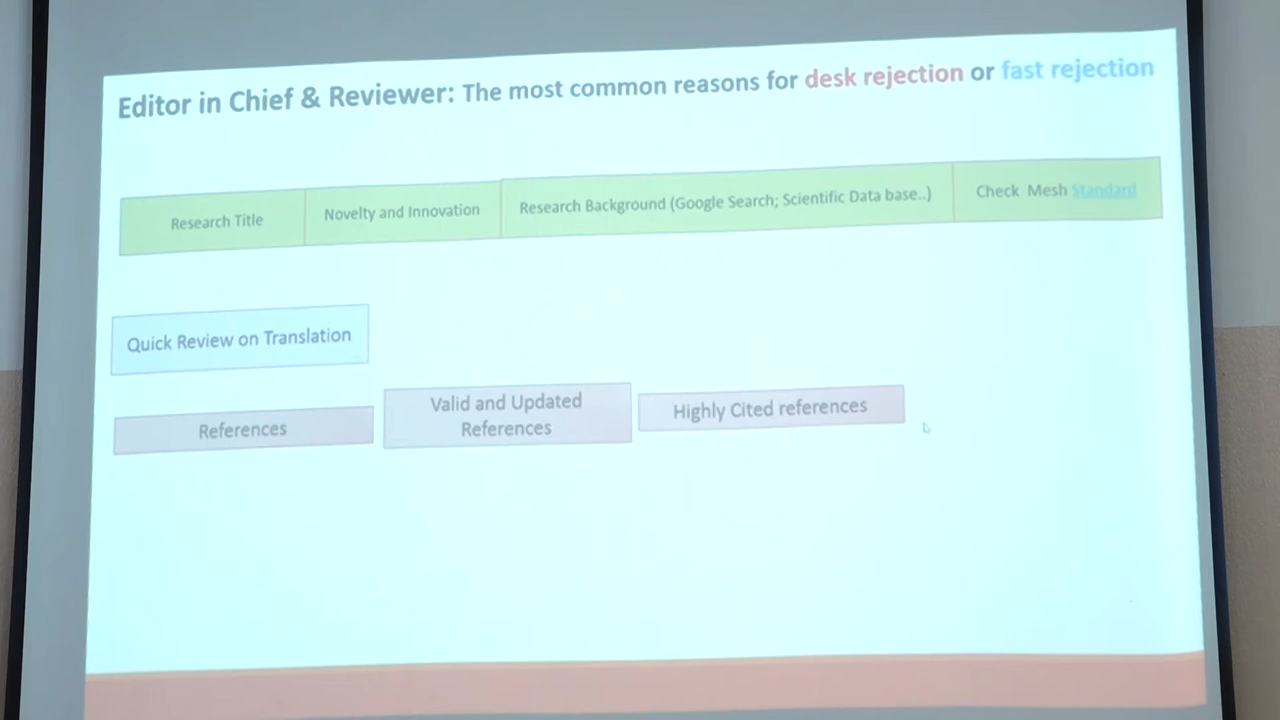 Editor in Chief & Reviewer: The most common reasons for desk rejection or fast rejection
Research Title
Novelty and Innovation
Research Background (Google Search; Scientific Data base..)
Check Mesh Standard
Quick Review on Translation
References
Valid and Updated
References
Highly Cited references